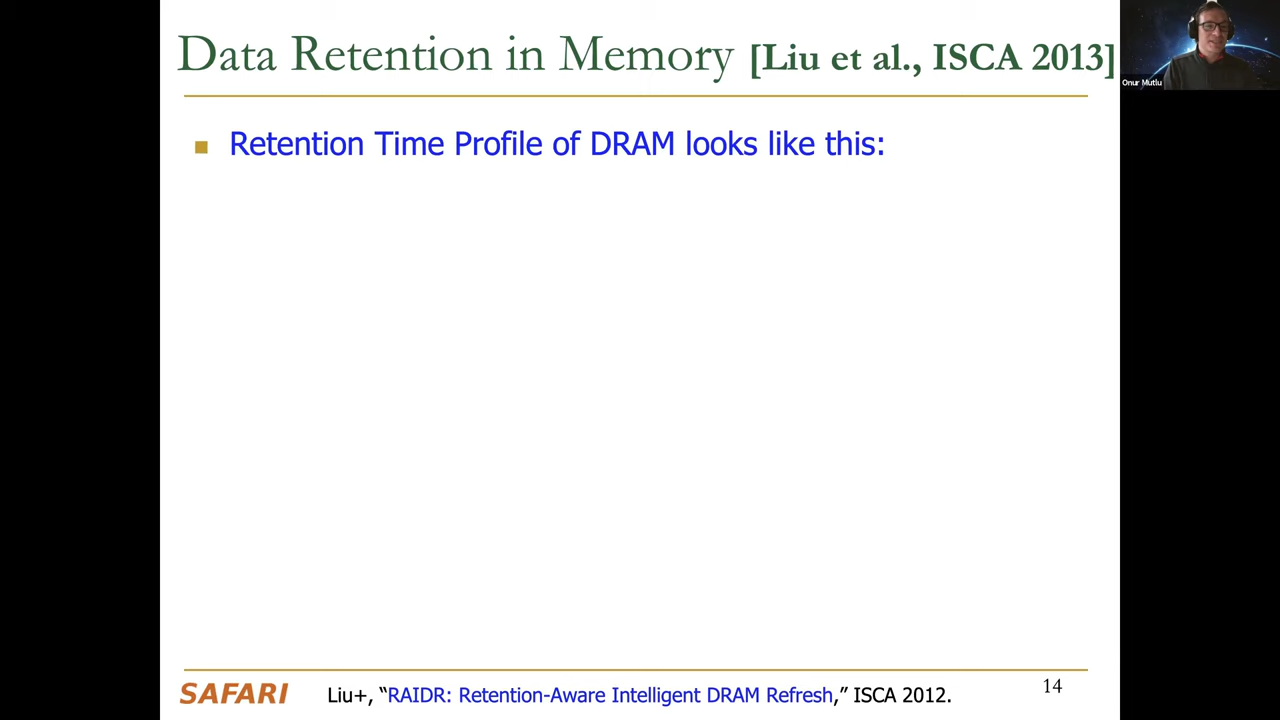 Data Retention in Memory [Liu et al., ISCA 2013]
Onur Mutlu
Retention Time Profile of DRAM looks like this:
SAFARI
Liu+, “RAIDR: Retention-Aware Intelligent DRAM Refresh,” ISCA 2012.
14